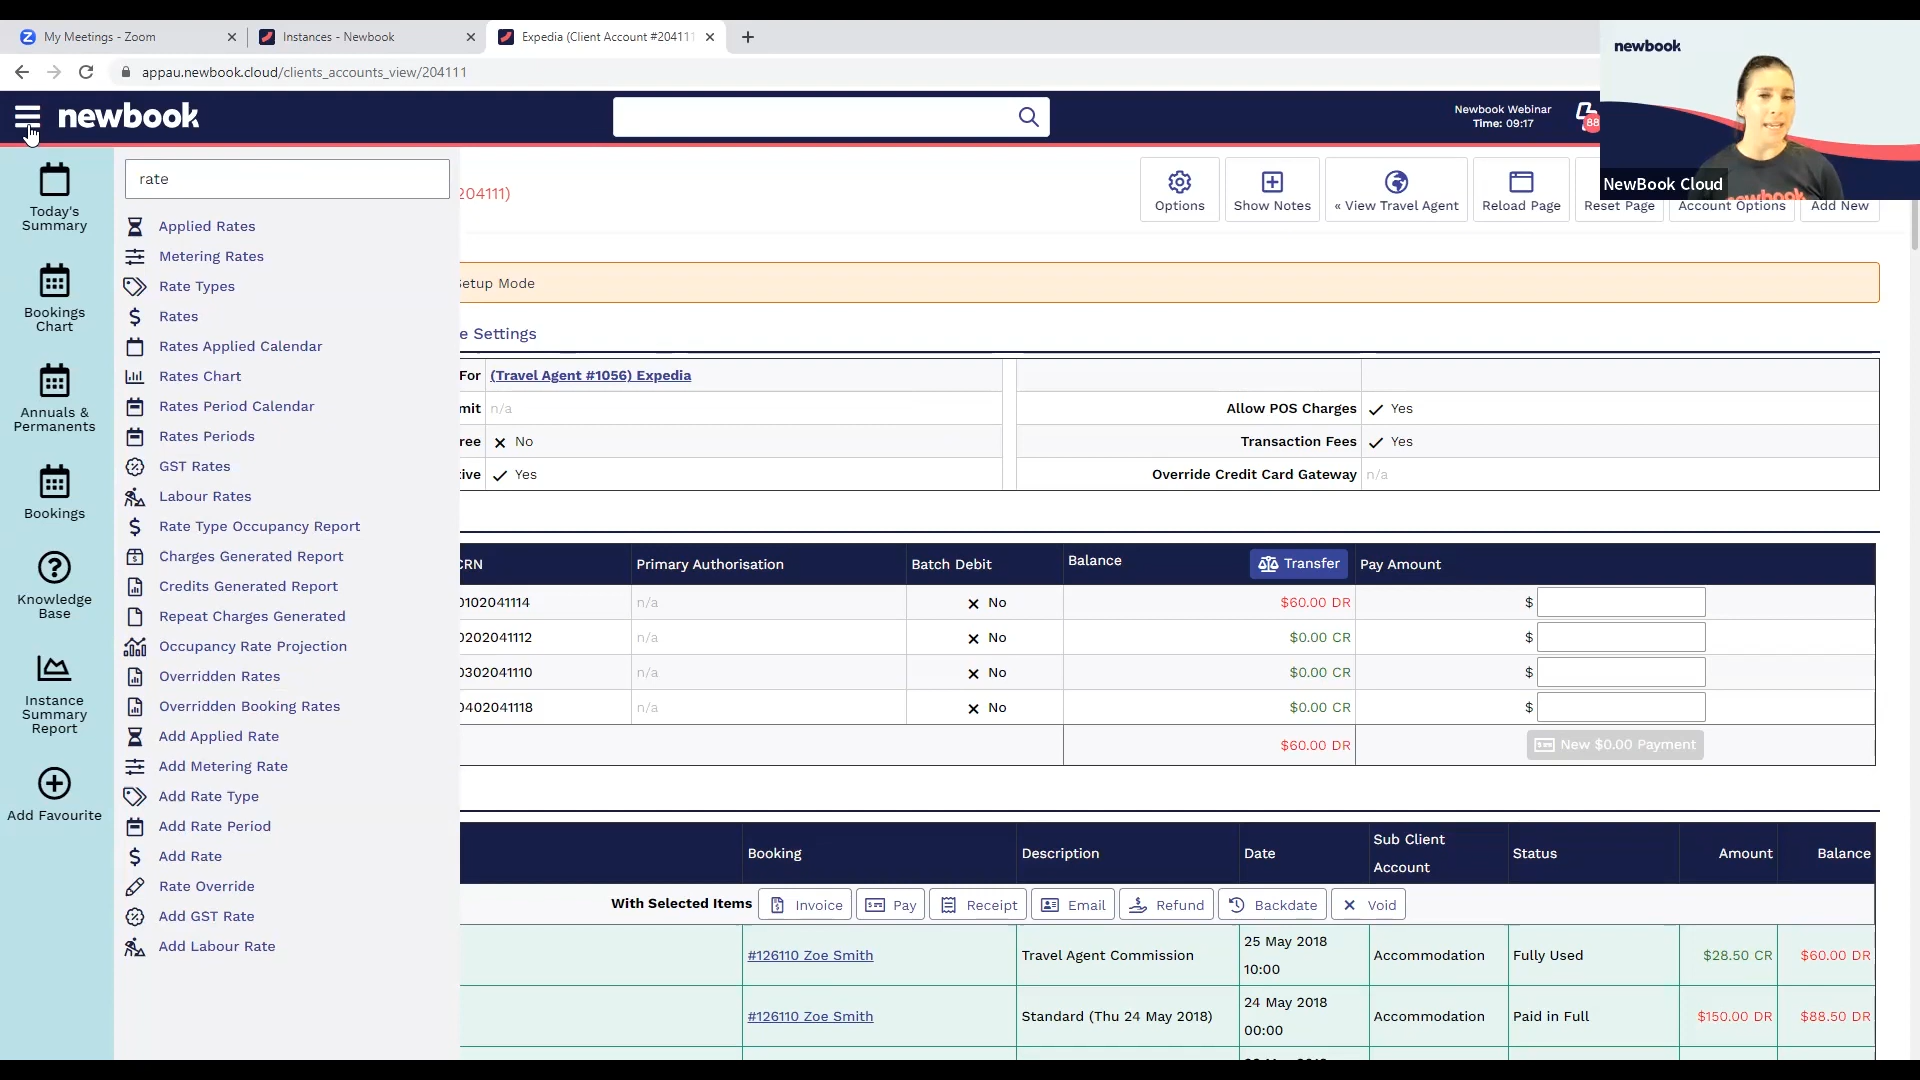 My Meetings - Zoom
Instances - Newbook
Expedia (Client Account #204111
appau.newbook.cloud/clients_accounts_view/204111
newbook
Newbook Webinar
Time: 09:17
88
newbook
NewBook Cloud
newbook
Today's
Summary
Bookings
Chart
Annuals &
Permanents
Bookings
Knowledge
Base
Instance
Summary
Report
Add Favourite
rate
Applied Rates
Metering Rates
Rate Types
Rates
Rates Applied Calendar
Rates Chart
Rates Period Calendar
Rates Periods
GST Rates
Labour Rates
Rate Type Occupancy Report
Charges Generated Report
Credits Generated Report
Repeat Charges Generated
Occupancy Rate Projection
Overridden Rates
Overridden Booking Rates
Add Applied Rate
Add Metering Rate
Add Rate Type
Add Rate Period
Add Rate
Rate Override
Add GST Rate
Add Labour Rate
204111)
Options
Show Notes
« View Travel Agent
Reload Page
Reset Page
Account Options
Add New
etup Mode
e Settings
For (Travel Agent #1056) Expedia
mit n/a Allow POS Charges Yes
ree No Transaction Fees Yes
ive Yes Override Credit Card Gateway n/a
CRN Primary Authorisation Batch Debit Balance Transfer Pay Amount
0102041114 n/a No $60.00 DR $
0202041112 n/a No $0.00 CR $
0302041110 n/a No $0.00 CR $
0402041118 n/a No $0.00 CR $
$60.00 DR New $0.00 Payment
Booking Description Date Sub Client Account Status Amount Balance
With Selected Items Invoice Pay Receipt Email Refund Backdate Void
#126110 Zoe Smith Travel Agent Commission 25 May 2018 10:00 Accommodation Fully Used $28.50 CR $60.00 DR
#126110 Zoe Smith Standard (Thu 24 May 2018) 24 May 2018 00:00 Accommodation Paid in Full $150.00 DR $88.50 DR